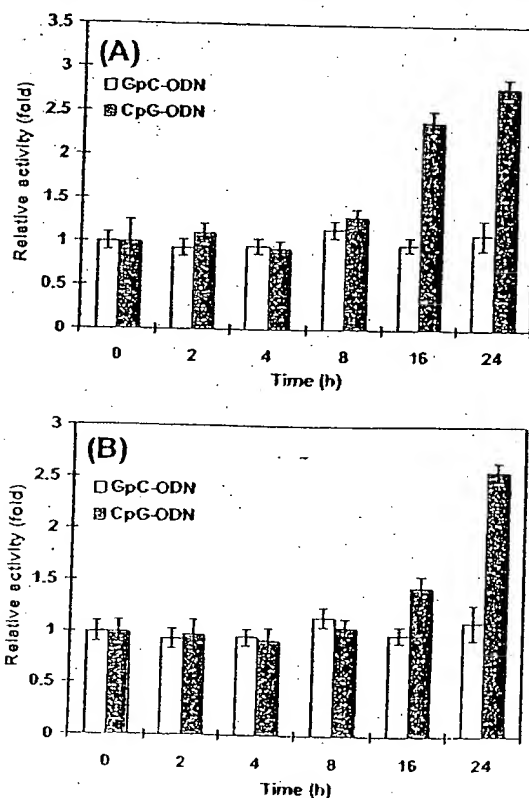 (A)
GpC-ODN
CpG-ODN
Relative activity (fold)
3.5
3
2.5
2
1.5
1
0.5
0
0 2 4 8 16 24
Time (h)
(B)
GpC-ODN
CpG-ODN
Relative activity (fold)
3
2.5
2
1.5
1
0.5
0
0 2 4 8 16 24
Time (h)